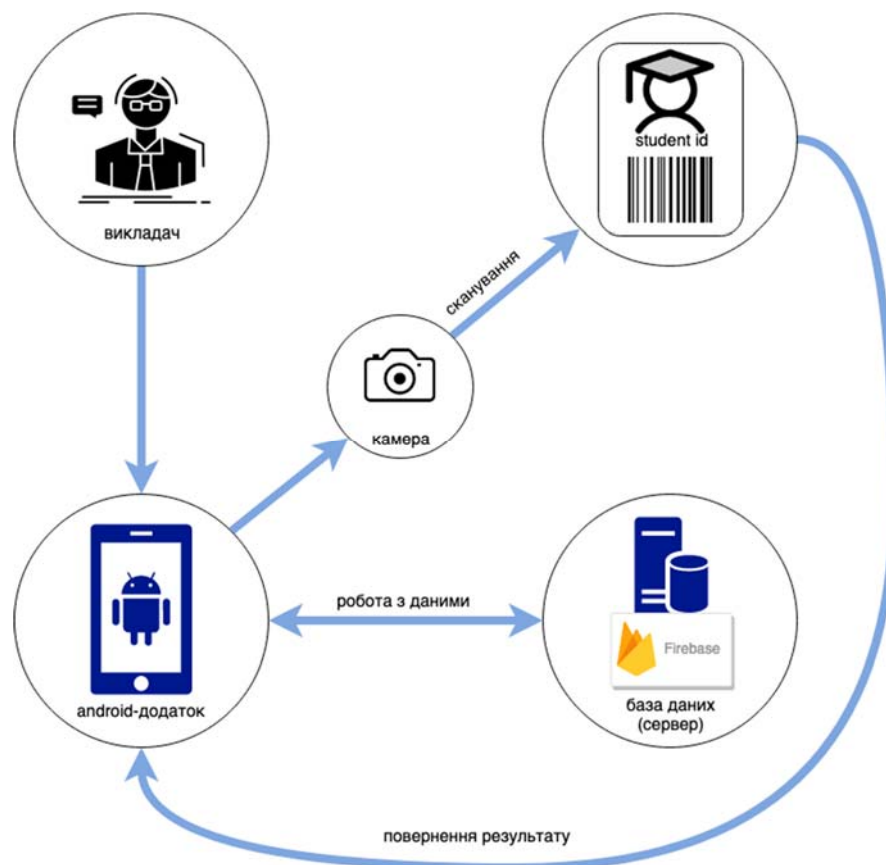 student id
викладач
сканування
камера
робота з даними
Firebase
android-додаток
база даних
(сервер)
повернення результату